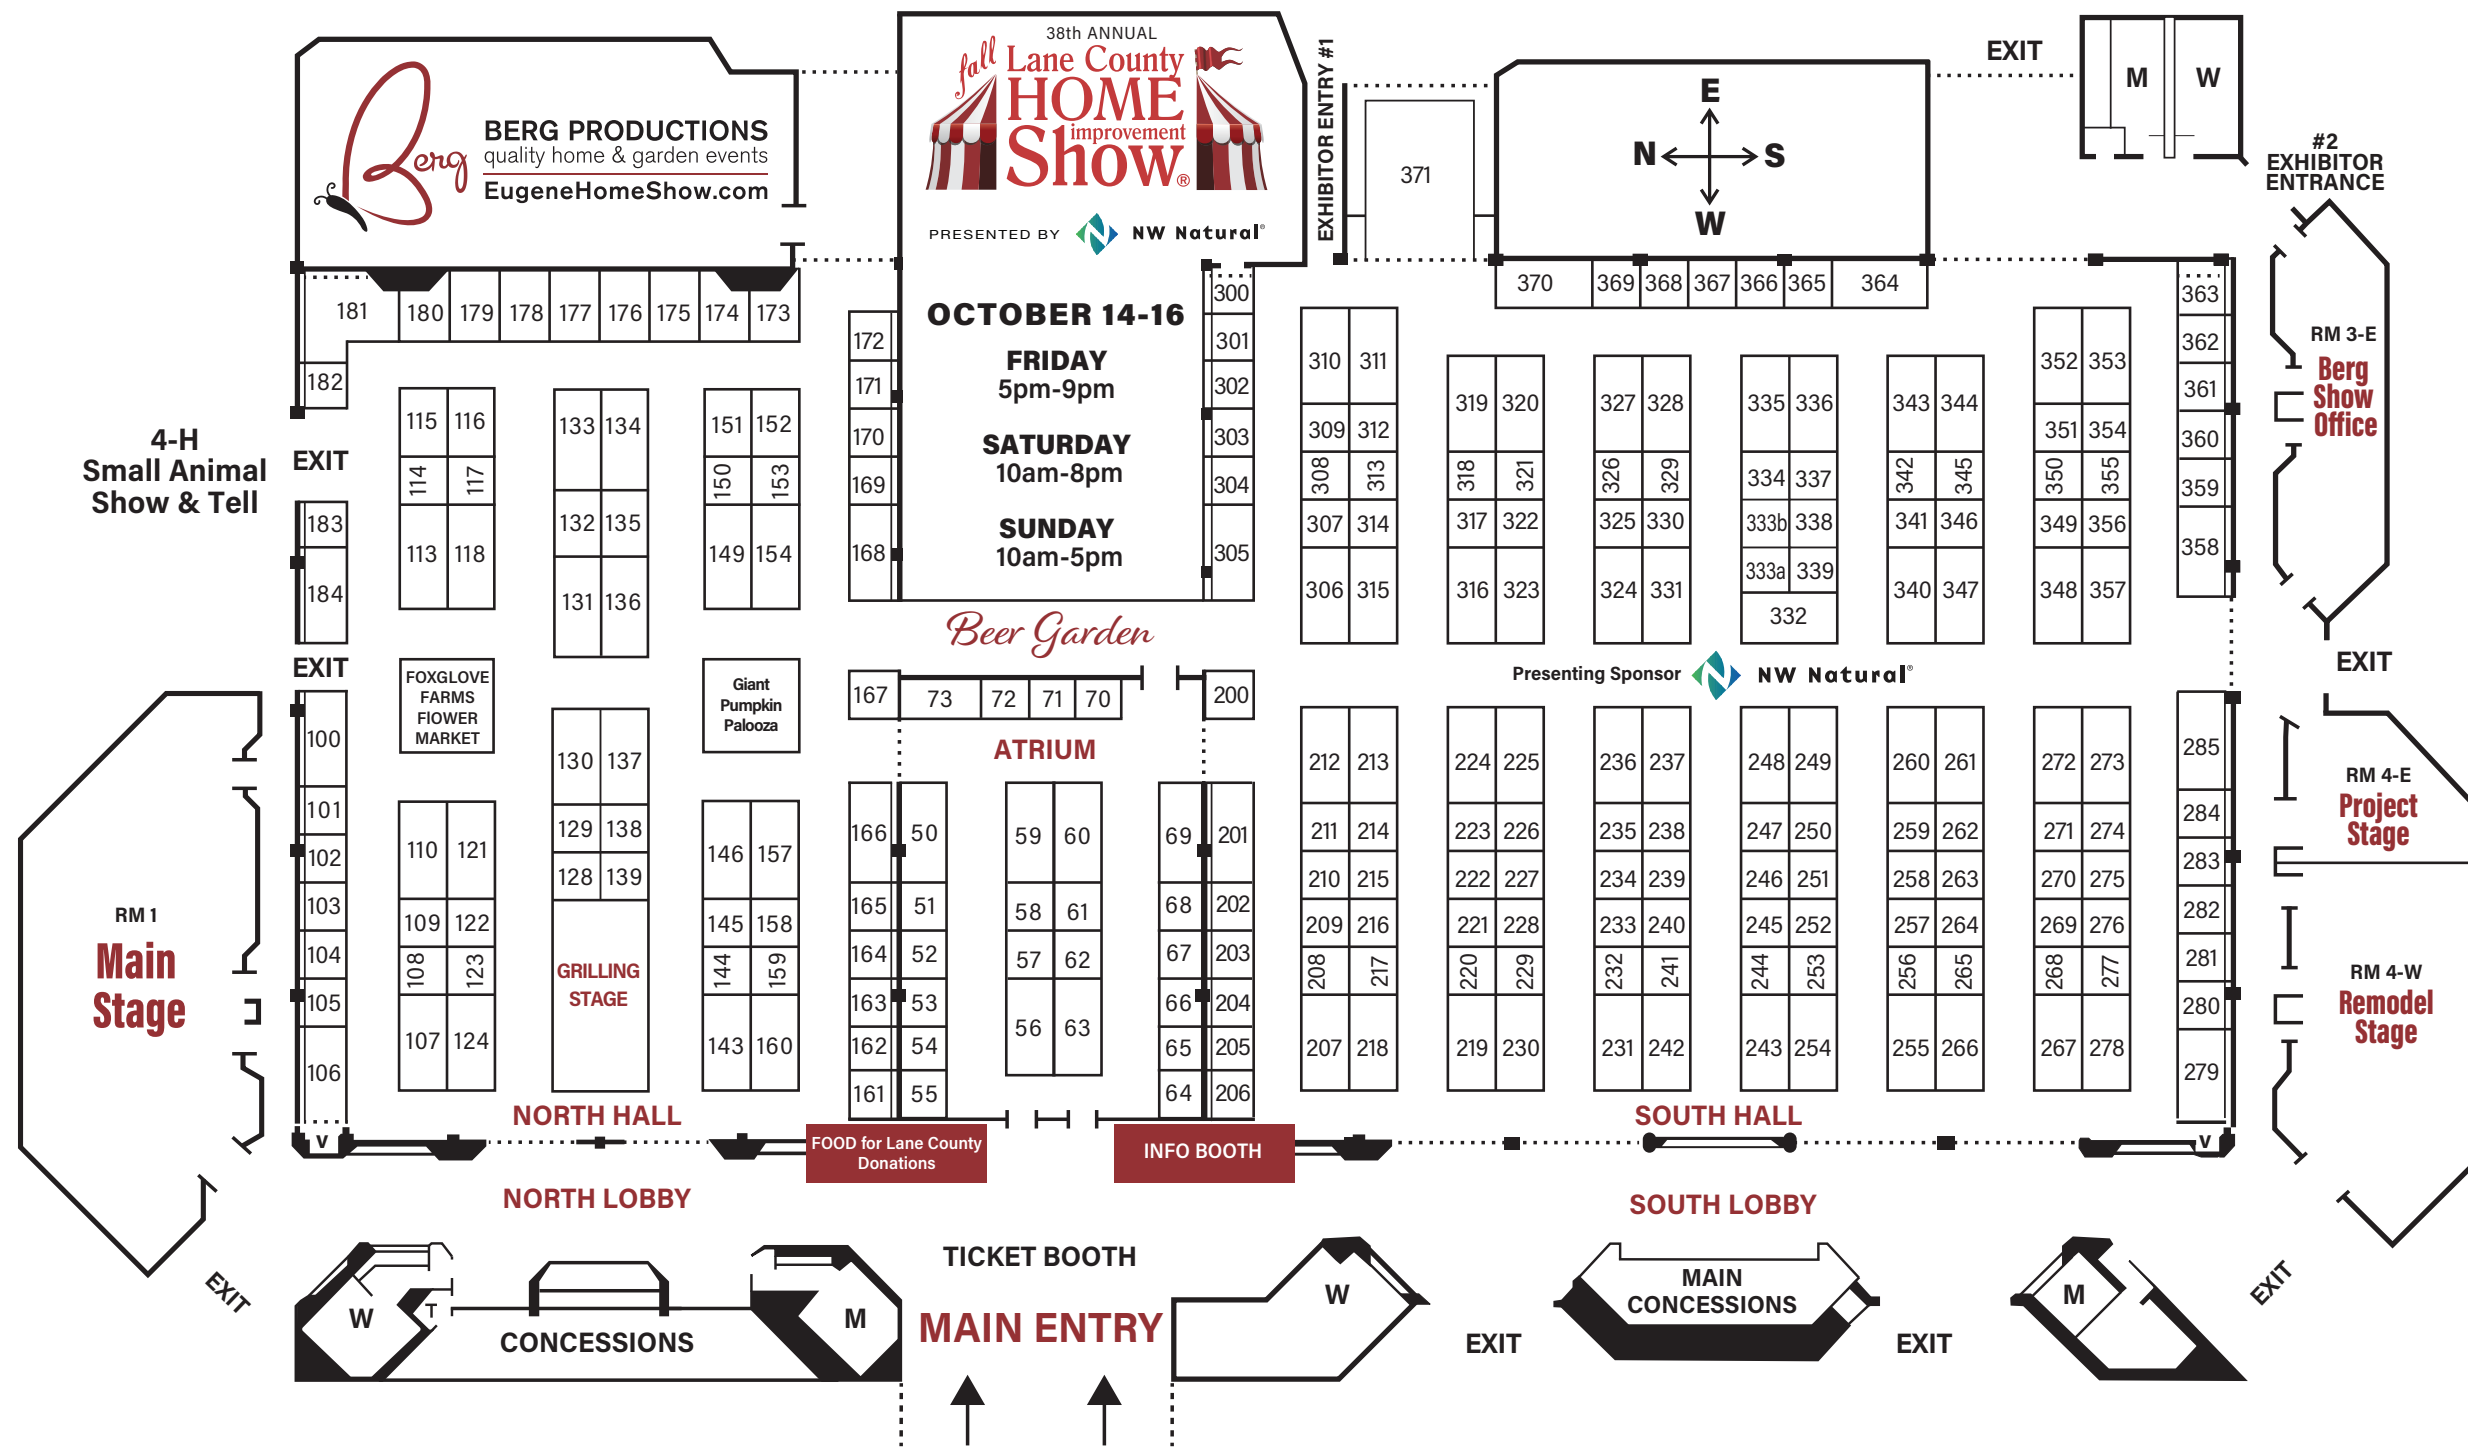 38th ANNUAL
fall
Lane County
HOME
improvement
Show®
PRESENTED BY
NW Natural®
OCTOBER 14-16
FRIDAY
5pm-9pm
SATURDAY
10am-8pm
SUNDAY
10am-5pm
Berg
BERG PRODUCTIONS
quality home & garden events
EugeneHomeShow.com
EXHIBITOR ENTRY #1
371
E
N S
W
EXIT
M W
#2
EXHIBITOR
ENTRANCE
181 180 179 178 177 176 175 174 173
182
4-H
Small Animal
Show & Tell
EXIT
183
184
EXIT
115 116
114 117
113 118
133 134
132 135
131 136
151 152
150 153
149 154
172
171
170
169
168
300
301
302
303
304
305
370 369 368 367 366 365 364
310 311
309 312
308 313
307 314
306 315
319 320
318 321
317 322
316 323
327 328
326 329
325 330
324 331
335 336
334 337
333b 338
333a 339
332
343 344
342 345
341 346
340 347
352 353
351 354
350 355
349 356
348 357
363
362
361
360
359
358
RM 3-E
Berg
Show
Office
EXIT
Beer Garden
Presenting Sponsor NW Natural®
FOXGLOVE
FARMS
FlOWER
MARKET
Giant
Pumpkin
Palooza
167 73 72 71 70 200
ATRIUM
RM 1
Main
Stage
100
101
102
103
104
105
106
V
110 121
109 122
108 123
107 124
130 137
129 138
128 139
GRILLING
STAGE
146 157
145 158
144 159
143 160
166 50
165 51
164 52
163 53
162 54
161 55
59 60
58 61
57 62
56 63
69 201
68 202
67 203
66 204
65 205
64 206
212 213
211 214
210 215
209 216
208 217
207 218
224 225
223 226
222 227
221 228
220 229
219 230
236 237
235 238
234 239
233 240
232 241
231 242
248 249
247 250
246 251
245 252
244 253
243 254
260 261
259 262
258 263
257 264
256 265
255 266
272 273
271 274
270 275
269 276
268 277
267 278
285
284
283
282
281
280
279
V
RM 4-E
Project
Stage
RM 4-W
Remodel
Stage
NORTH HALL
SOUTH HALL
FOOD for Lane County
Donations
INFO BOOTH
NORTH LOBBY
SOUTH LOBBY
EXIT
W
T
CONCESSIONS
M
TICKET BOOTH
MAIN ENTRY
W
EXIT
MAIN
CONCESSIONS
EXIT
M
EXIT